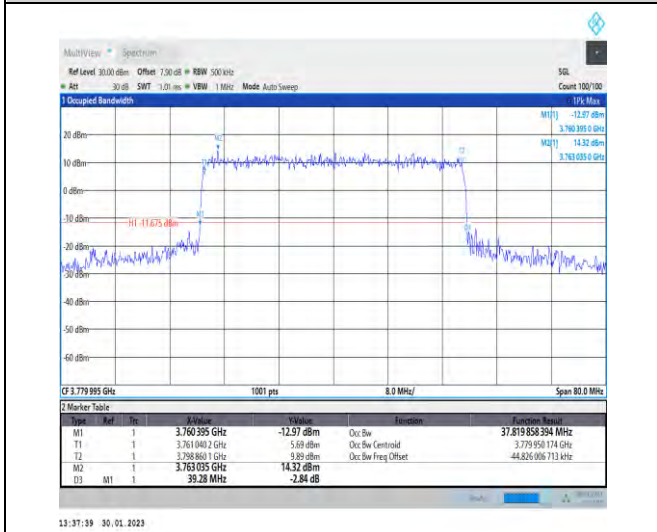 MultiView Spectrum
Ref Level 30.00 dBm Offset 7.50 dB RBW 500 kHz SGL
Att 30 dB SWT 1.01 ms VBW 1 MHz Mode Auto Sweep Count 100/100
1 Occupied Bandwidth 1Pk Max
M1[1] -12.97 dBm
3.760 395 0 GHz
M2[1] 14.32 dBm
3.763 035 0 GHz
20 dBm
M2
T1 T2
10 dBm
0 dBm
-10 dBm
M1
H1 -11.675 dBm
D3
-20 dBm
-30 dBm
-40 dBm
-50 dBm
-60 dBm
CF 3.779 995 GHz 1001 pts 8.0 MHz/ Span 80.0 MHz
2 Marker Table
Type Ref Trc X-Value Y-Value Function Function Result
M1 1 3.760 395 GHz -12.97 dBm Occ Bw 37.819 858 394 MHz
T1 1 3.761 040 2 GHz 5.69 dBm Occ Bw Centroid 3.779 950 174 GHz
T2 1 3.798 860 1 GHz 9.89 dBm Occ Bw Freq Offset -44.826 006 713 kHz
M2 1 3.763 035 GHz 14.32 dBm
D3 M1 1 39.28 MHz -2.84 dB
13:37:39 30.01.2023